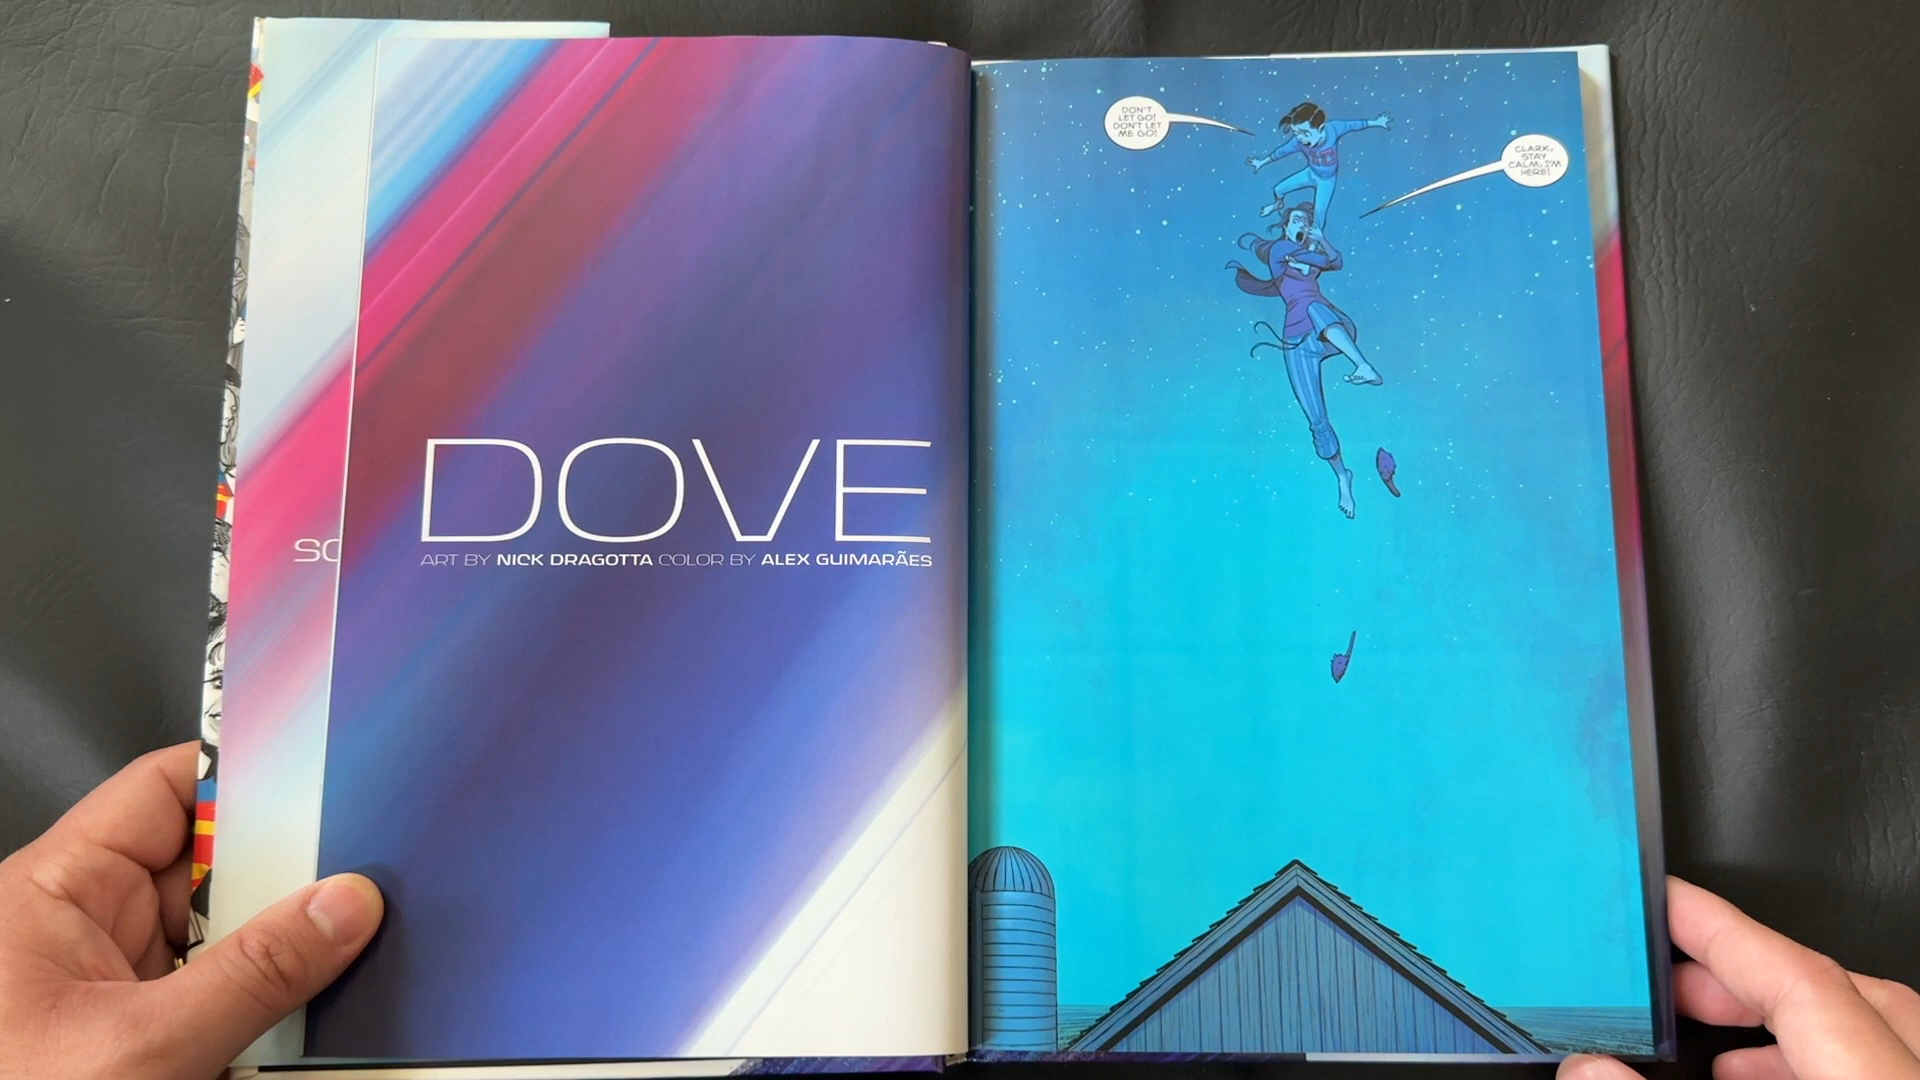 SO
DOVE
ART BY NICK DRAGOTTA COLOR BY ALEX GUIMARÃES
DON'T
LET GO!
DON'T LET
ME GO!
CLARK,
STAY
CALM, I'M
HERE!